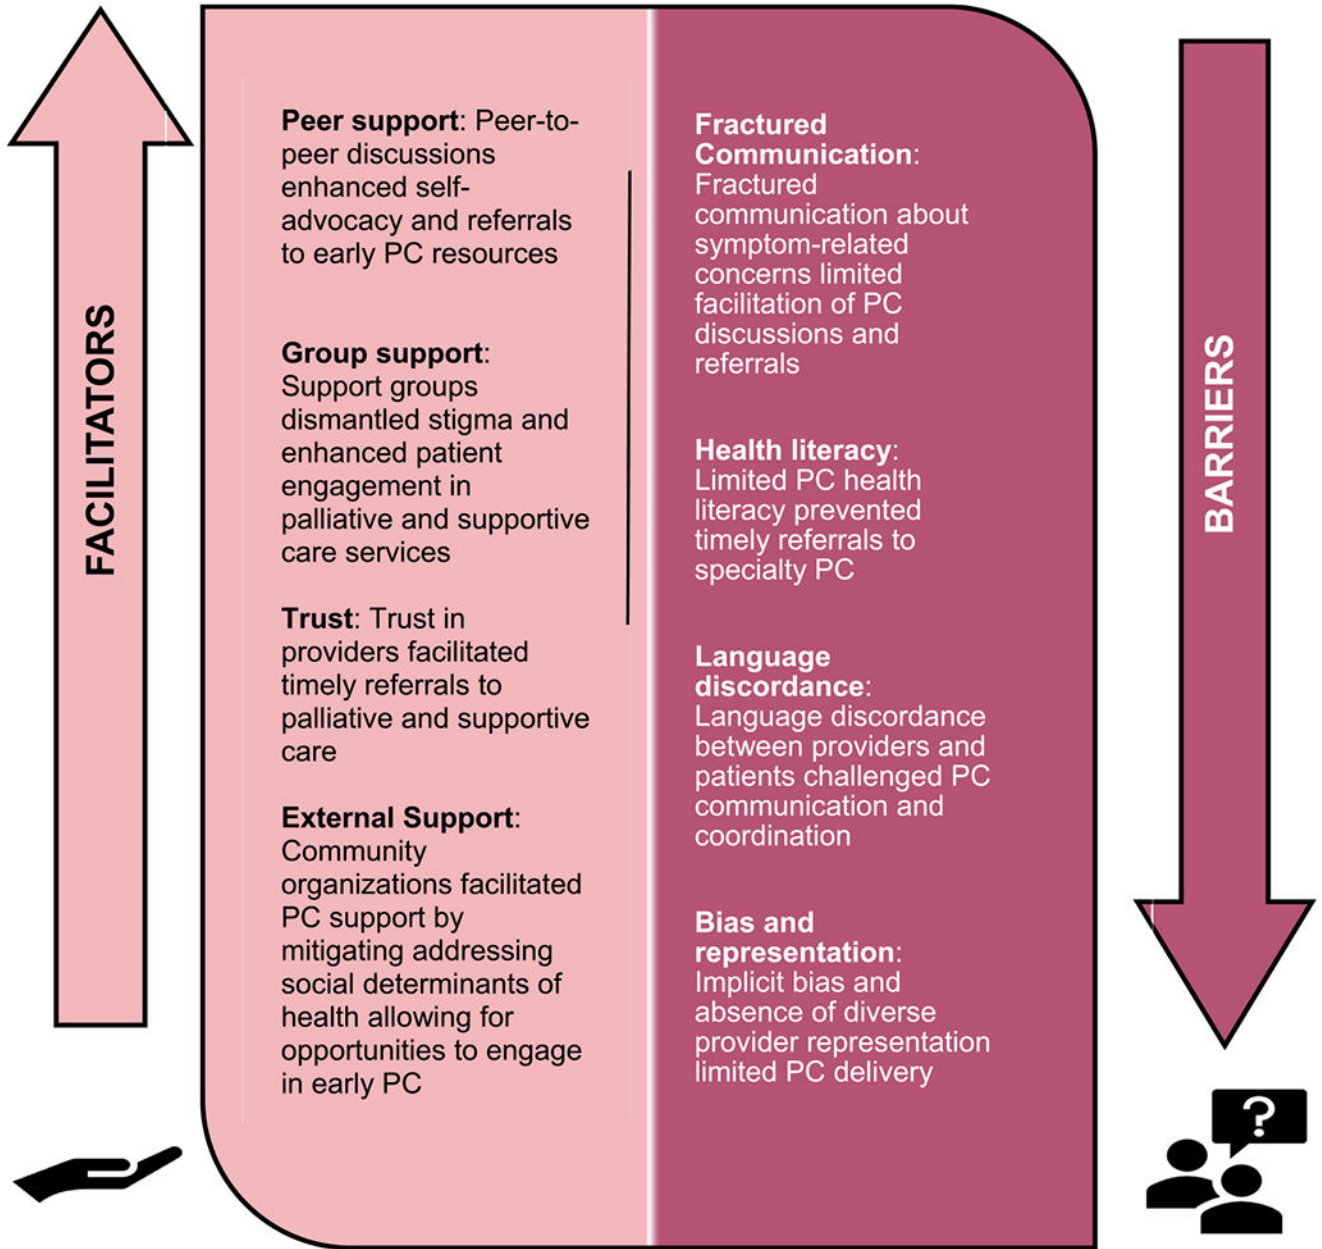 FACILITATORS
Peer support: Peer-to-
peer discussions
enhanced self-
advocacy and referrals
to early PC resources
Group support:
Support groups
dismantled stigma and
enhanced patient
engagement in
palliative and supportive
care services
Trust: Trust in
providers facilitated
timely referrals to
palliative and supportive
care
External Support:
Community
organizations facilitated
PC support by
mitigating addressing
social determinants of
health allowing for
opportunities to engage
in early PC
Fractured
Communication:
Fractured
communication about
symptom-related
concerns limited
facilitation of PC
discussions and
referrals
Health literacy:
Limited PC health
literacy prevented
timely referrals to
specialty PC
Language
discordance:
Language discordance
between providers and
patients challenged PC
communication and
coordination
Bias and
representation:
Implicit bias and
absence of diverse
provider representation
limited PC delivery
BARRIERS
?